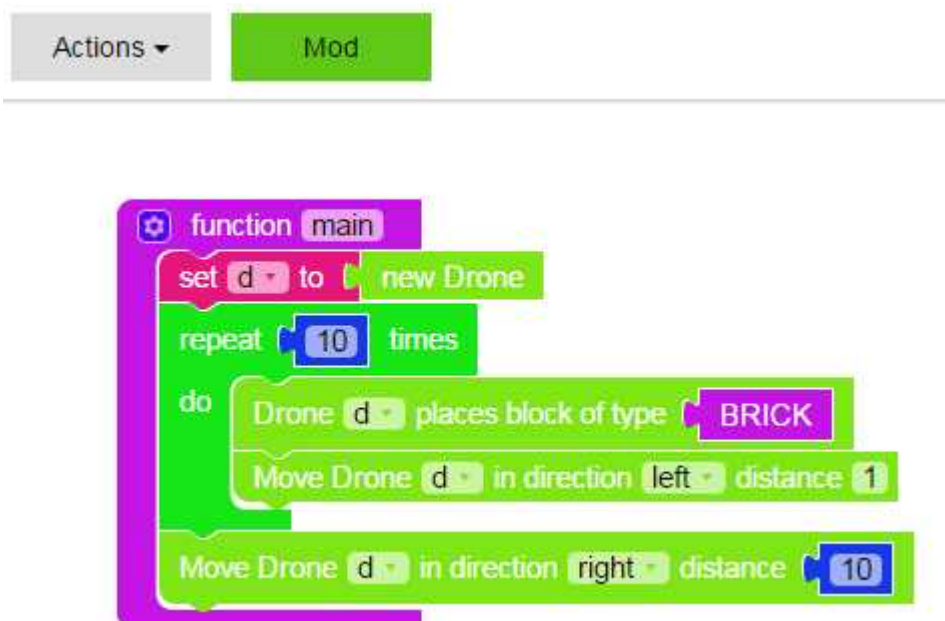 Actions Mod
function main
set d to new Drone
repeat 10 times
do Drone d places block of type BRICK
Move Drone d in direction left distance 1
Move Drone d in direction right distance 10